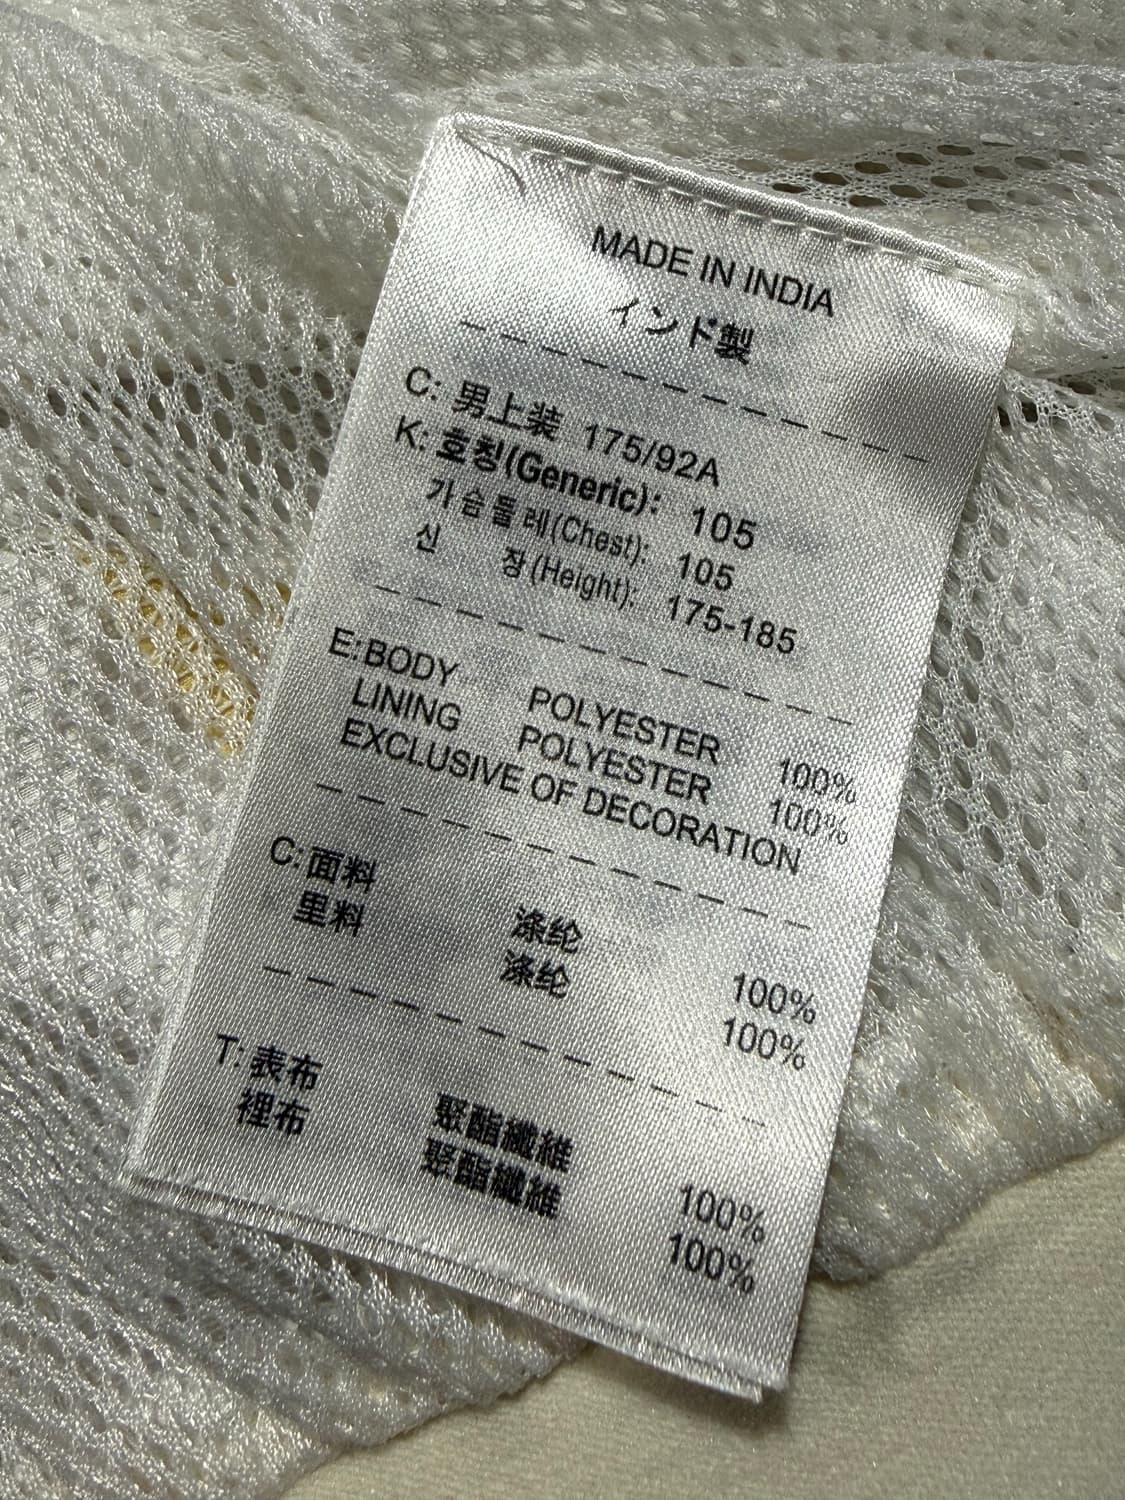 MADE IN INDIA
インド製
C: 男上装 175/92A
K: 호칭(Generic): 105
가슴둘레(Chest): 105
신 장(Height): 175-185
E:BODY POLYESTER 100%
LINING POLYESTER 100%
EXCLUSIVE OF DECORATION
C: 面料 涤纶 100%
里料 涤纶 100%
T: 表布 聚酯纖維 100%
裡布 聚酯纖維 100%